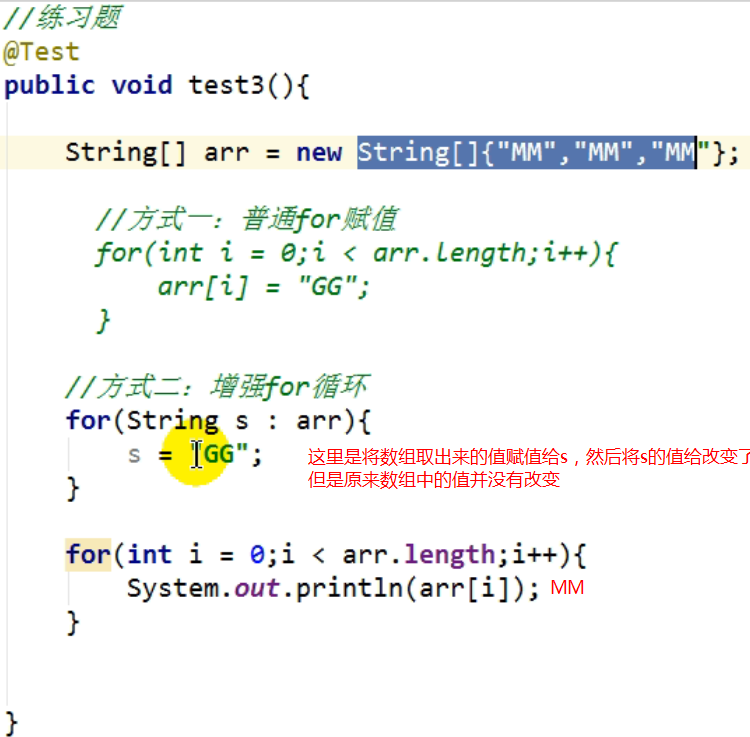 //练习题
@Test
public void test3(){
String[] arr = new String[]{"MM","MM","MM"};
//方式一：普通for赋值
for(int i = 0;i < arr.length;i++){
arr[i] = "GG";
}
//方式二：增强for循环
for(String s : arr){
s = "GG";
这里是将数组取出来的值赋值给s，然后将s的值给改变了
但是原来数组中的值并没有改变
}
for(int i = 0;i < arr.length;i++){
System.out.println(arr[i]); MM
}
}